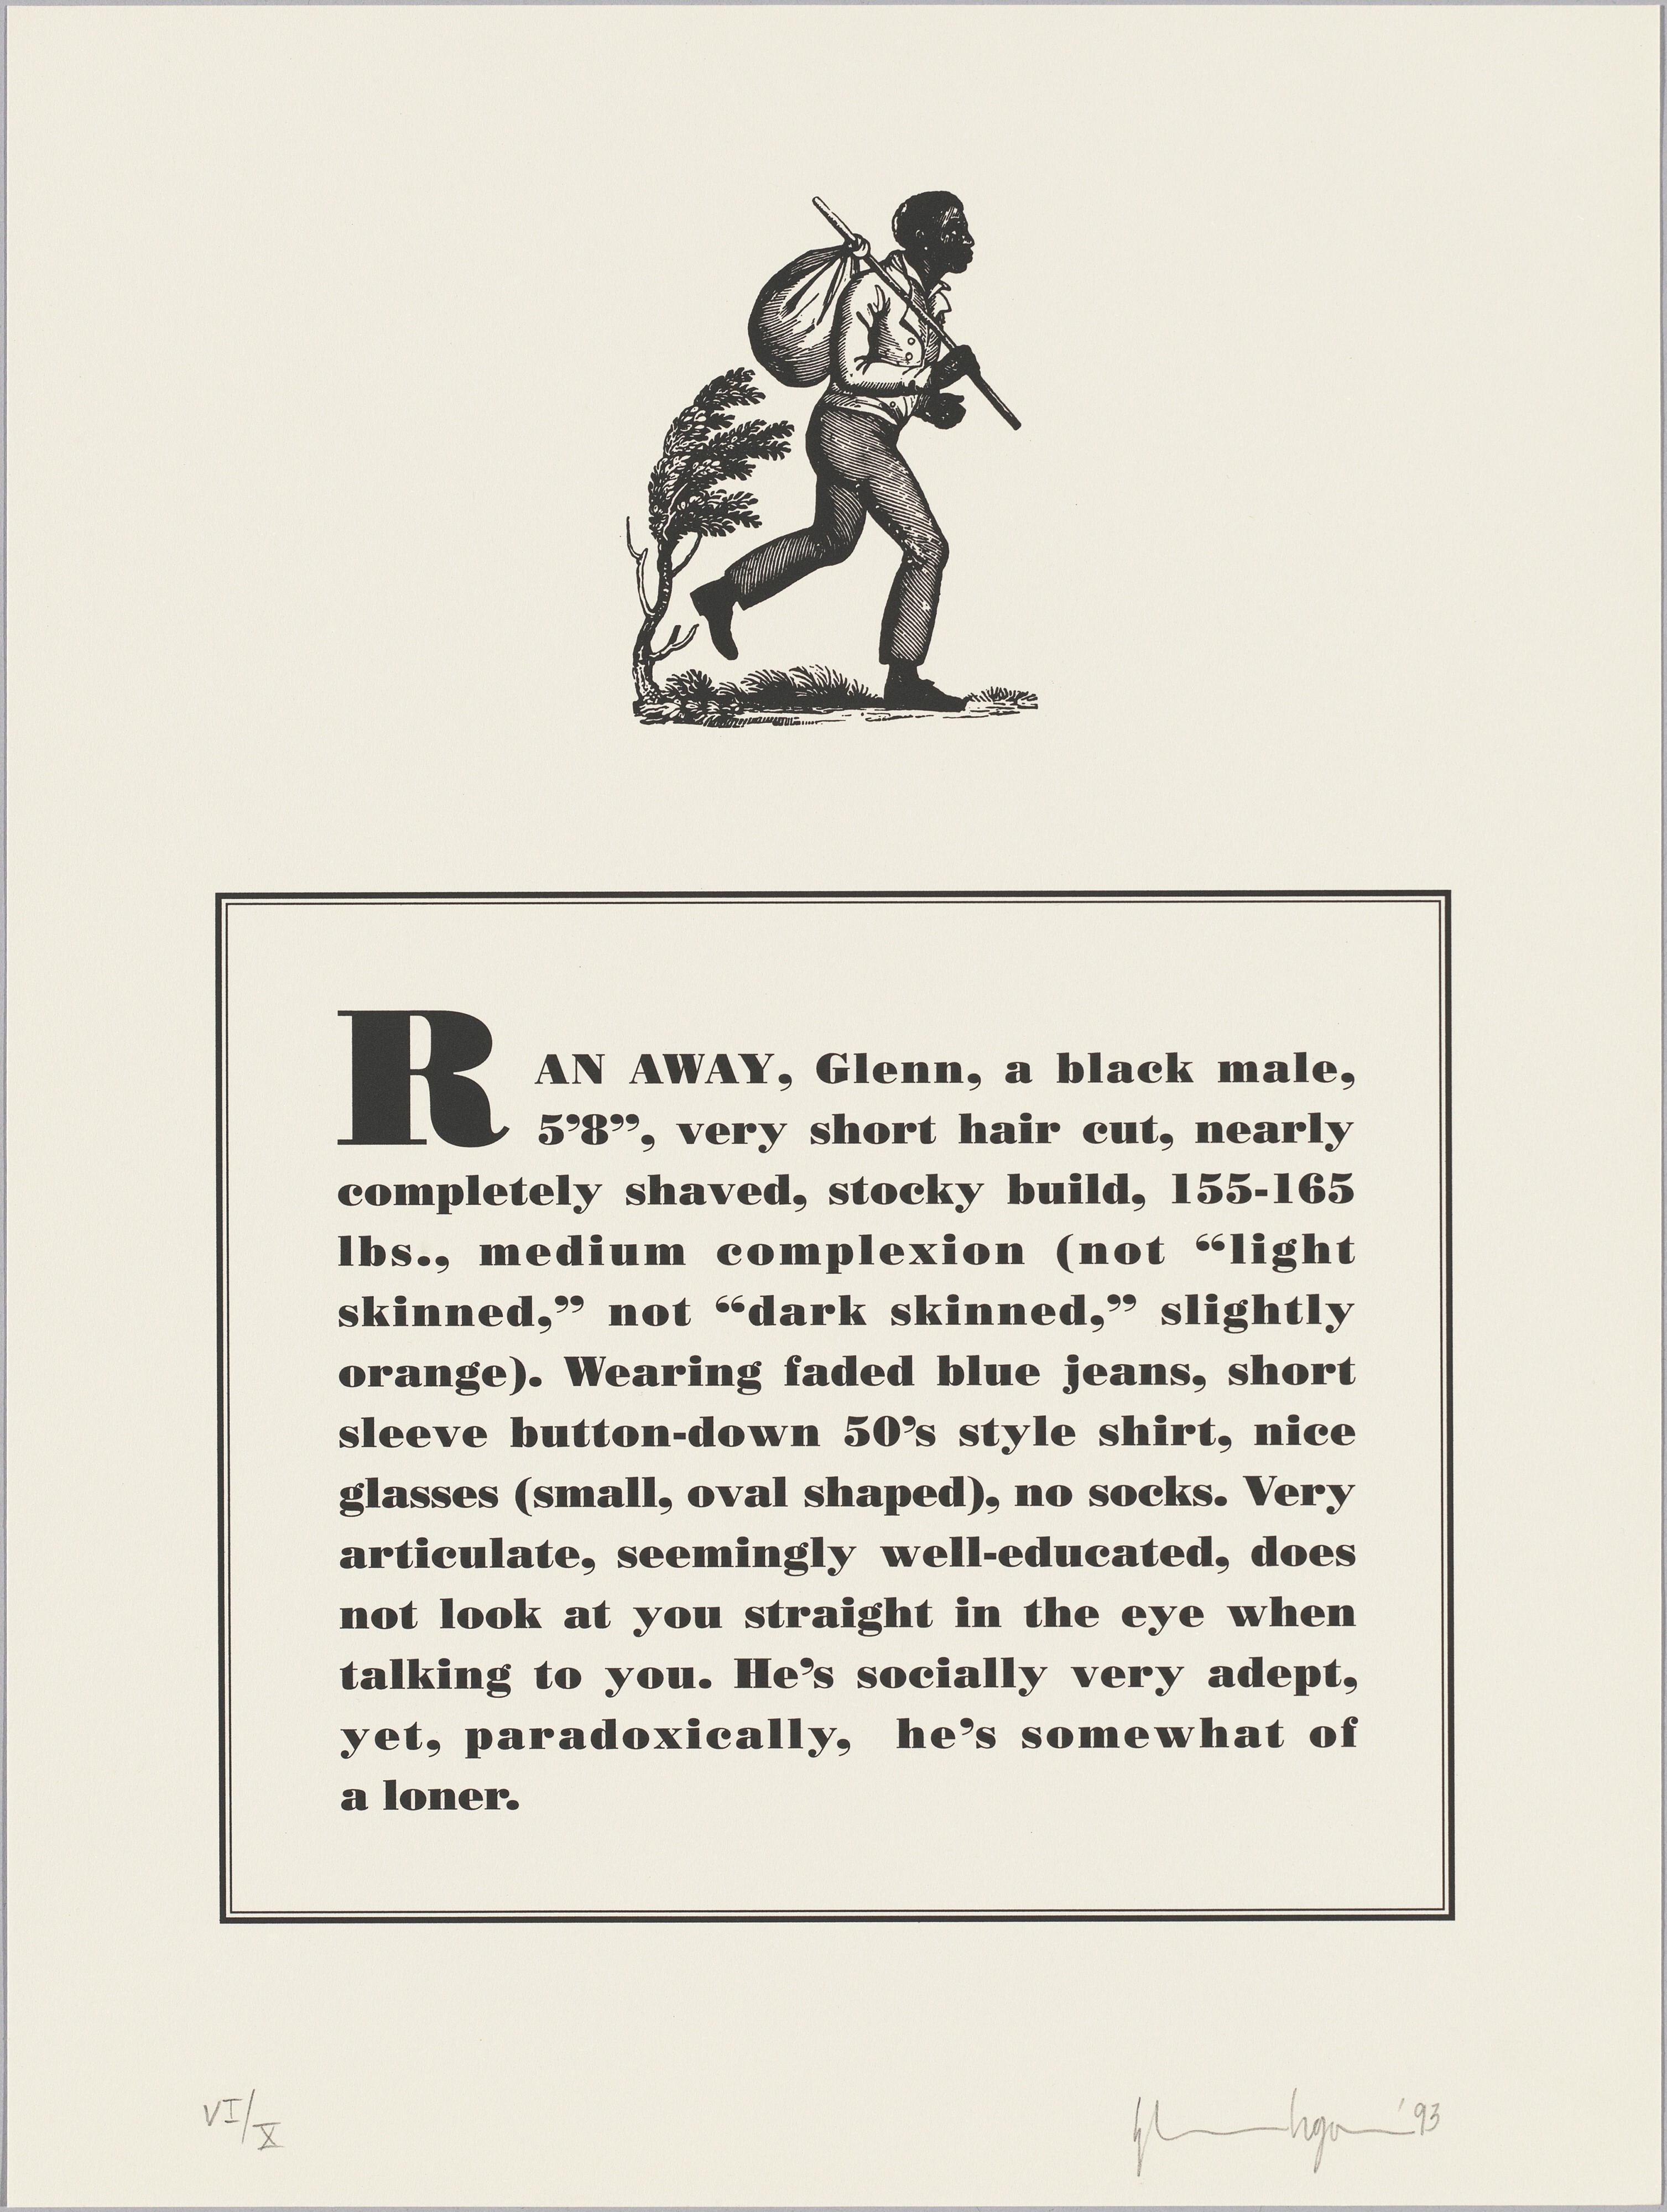 RAN AWAY, Glenn, a black male,
5’8”, very short hair cut, nearly
completely shaved, stocky build, 155-165
lbs., medium complexion (not “light
skinned,” not “dark skinned,” slightly
orange). Wearing faded blue jeans, short
sleeve button-down 50’s style shirt, nice
glasses (small, oval shaped), no socks. Very
articulate, seemingly well-educated, does
not look at you straight in the eye when
talking to you. He’s socially very adept,
yet, paradoxically, he’s somewhat of
a loner.
VI/X
'93